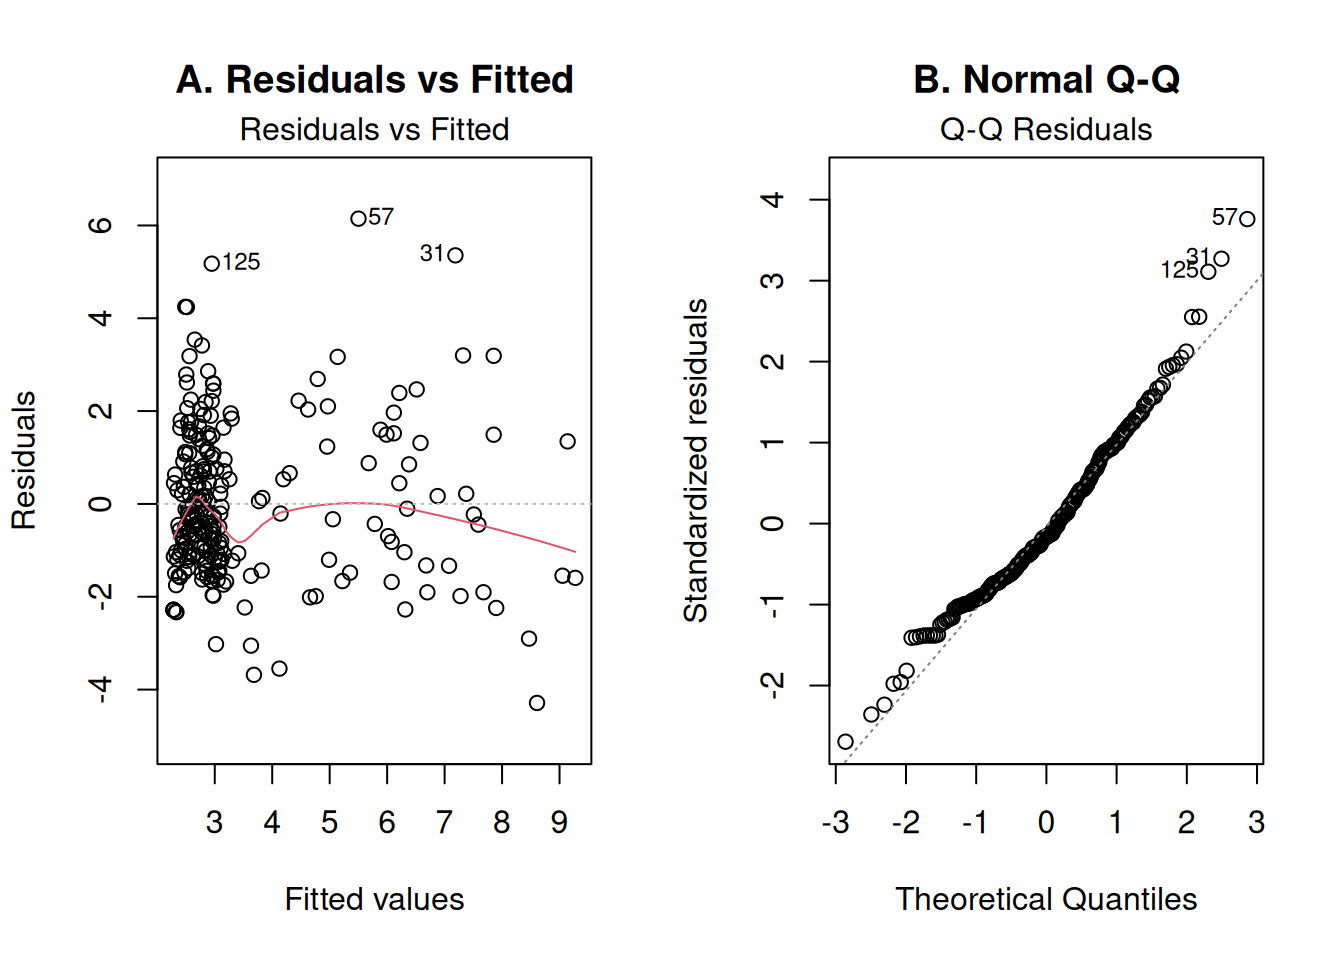 A. Residuals vs Fitted
Residuals vs Fitted
Residuals
6
4
2
0
-2
-4
57
31
125
3 4 5 6 7 8 9
Fitted values
B. Normal Q-Q
Q-Q Residuals
Standardized residuals
4
3
2
1
0
-1
-2
57
31
125
-3 -2 -1 0 1 2 3
Theoretical Quantiles